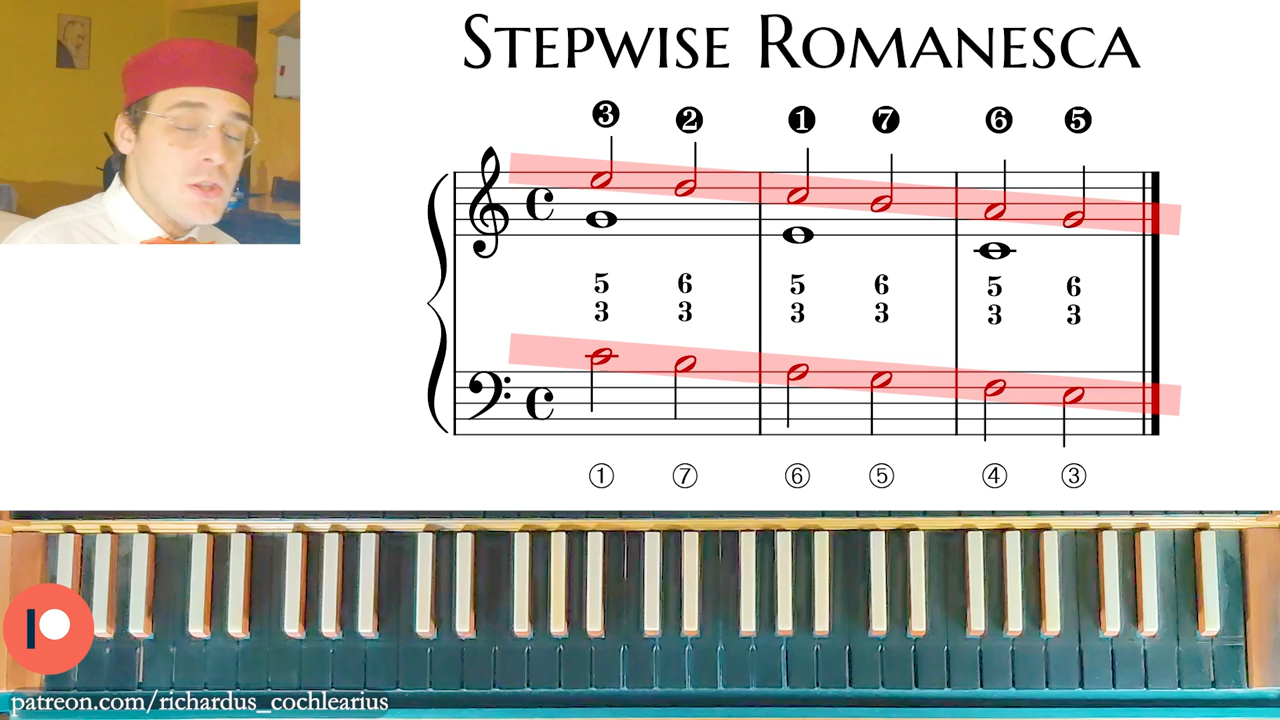 STEPWISE ROMANESCA
❸ ❷ ❶ ❼ ❻ ❺
5 6 5 6 5 6
3 3 3 3 3 3
① ⑦ ⑥ ⑤ ④ ③
patreon.com/richardus_cochlearius